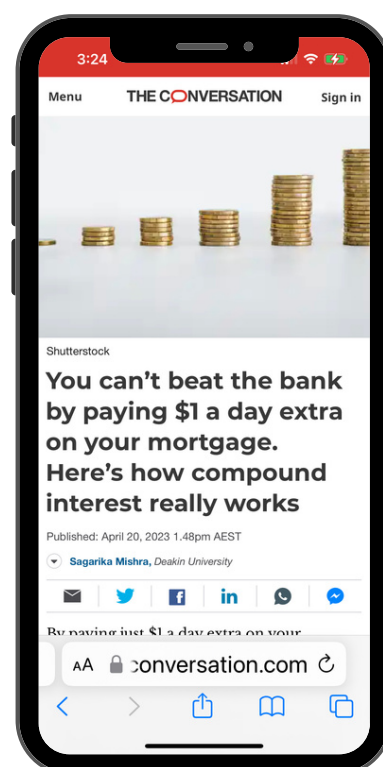 3:24
Menu THE CONVERSATION Sign in
Shutterstock
You can’t beat the bank
by paying $1 a day extra
on your mortgage.
Here’s how compound
interest really works
Published: April 20, 2023 1.48pm AEST
Sagarika Mishra, Deakin University
By paying just $1 a day extra on your
AA conversation.com